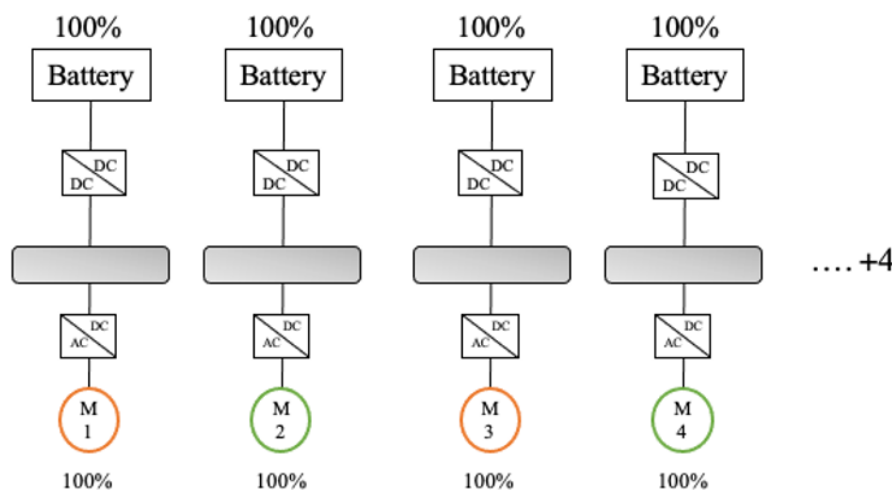 100% 100% 100% 100%
Battery Battery Battery Battery
DC DC DC DC
DC DC DC DC
.... +4
DC DC DC DC
AC AC AC AC
M M M M
1 2 3 4
100% 100% 100% 100%